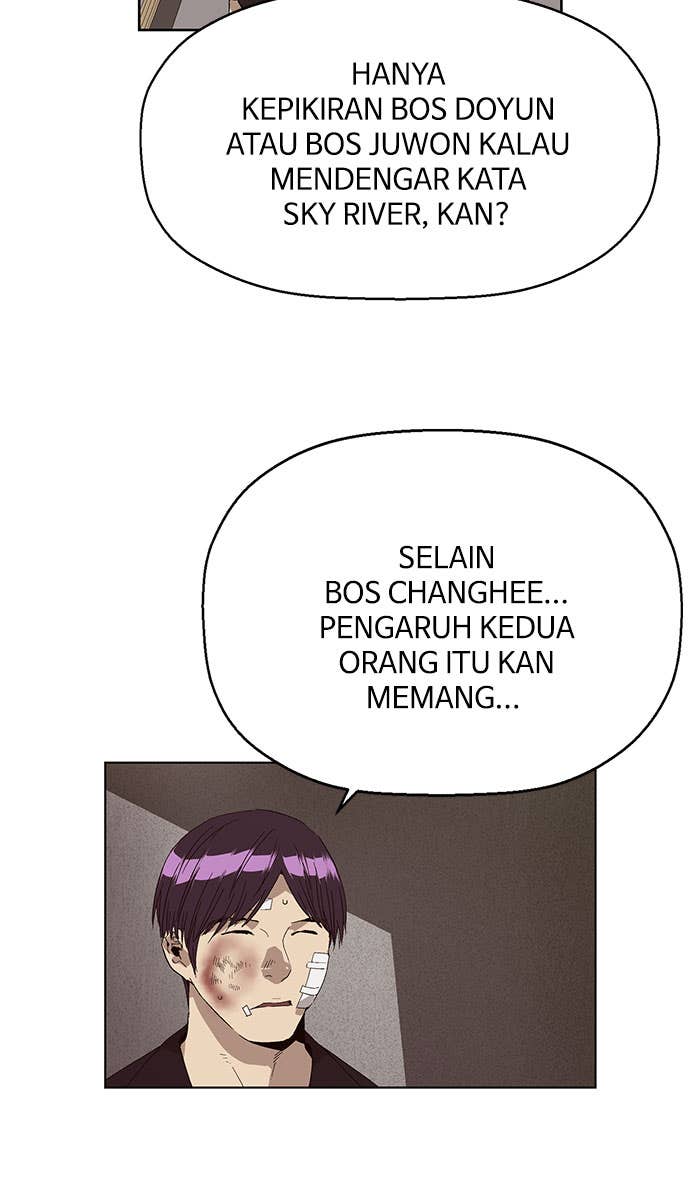 HANYA
KEPIKIRAN BOS DOYUN
ATAU BOS JUWON KALAU
MENDENGAR KATA
SKY RIVER, KAN?
SELAIN
BOS CHANGHEE...
PENGARUH KEDUA
ORANG ITU KAN
MEMANG...